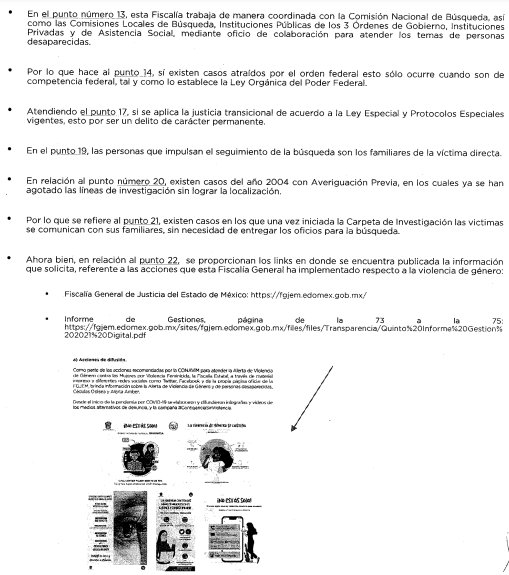 • En el punto número 13, esta Fiscalía trabaja de manera coordinada con la Comisión Nacional de Búsqueda, así
como las Comisiones Locales de Búsqueda, Instituciones Públicas de los 3 Órdenes de Gobierno, Instituciones
Privadas y de Asistencia Social, mediante oficio de colaboración para atender los temas de personas
desaparecidas.
• Por lo que hace al punto 14, sí existen casos atraídos por el orden federal esto sólo ocurre cuando son de
competencia federal, tal y como lo establece la Ley Orgánica del Poder Federal.
• Atendiendo el punto 17, si se aplica la justicia transicional de acuerdo a la Ley Especial y Protocolos Especiales
vigentes, esto por ser un delito de carácter permanente.
• En el punto 19, las personas que impulsan el seguimiento de la búsqueda son los familiares de la víctima directa.
• En relación al punto número 20, existen casos del año 2004 con Averiguación Previa, en los cuales ya se han
agotado las líneas de investigación sin lograr la localización.
• Por lo que se refiere al punto 21, existen casos en los que una vez iniciada la Carpeta de Investigación las victimas
se comunican con sus familiares, sin necesidad de entregar los oficios para la búsqueda.
• Ahora bien, en relación al punto 22, se proporcionan los links en donde se encuentra publicada la información
que solicita, referente a las acciones que esta Fiscalía General ha implementado respecto a la violencia de género:
• Fiscalía General de Justicia del Estado de México: https://fgjem.edomex.gob.mx/
• Informe de Gestiones, página de la 73 a la 75:
https://fgjem.edomex.gob.mx/sites/fgjem.edomex.gob.mx/files/files/Transparencia/Quinto%20Informe%20Gestion%
202021%20Digital.pdf
a) Acciones de difusión.
Como parte de las acciones recomendadas por la CONAVIM para atender la Alerta de Violencia
de Género contra las Mujeres por Violencia Feminicida, la Fiscalía Estatal, a través de material
impreso y diferentes redes sociales como Twitter, Facebook y de la propia página oficial de la
FGJEM, brinda información sobre la Alerta de Violencia de Género y de personas desaparecidas,
Cédulas Odisea y Alerta Amber.
Desde el inicio de la pandemia por COVID-19 se elaboraron y difundieron infografías y videos de
los medios alternativos de denuncia, y la campaña
¡NO ESTÁS SOLA!
¡NO ESTÁS SOLA!